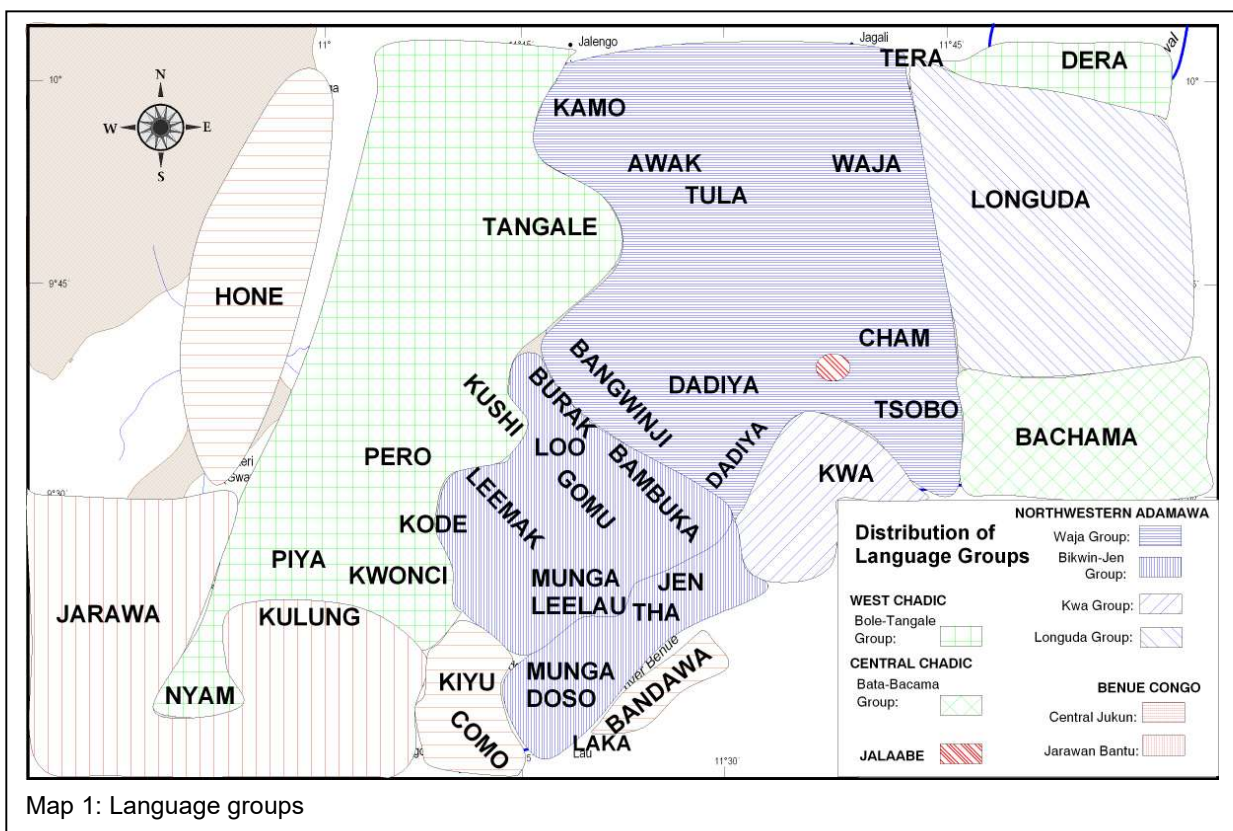 11°
11°45'
Jalengo
Jagali
11°45
val
TERA
DERA
10°
10°
N
W E
S
KAMO
AWAK
WAJA
TULA
LONGUDA
TANGALE
9°45'
HONE
CHAM
BANGWINJI
BURAK
KUSHI
DADIYA
TSOBO
BACHAMA
LOO
PERO
BAMBUKA
DADIYA
KWA
GOMU
LEEMAK
9°30'
KODE
PIYA
KWONCI
MUNGA
LEELAU
JEN
THA
JARAWA
KULUNG
NYAM
KIYU
COMO
MUNGA
DOSO
BANDAWA
LAKA
Lau
11°30
Distribution of
Language Groups
NORTHWESTERN ADAMAWA
Waja Group:
Bikwin-Jen
Group:
Kwa Group:
Longuda Group:
WEST CHADIC
Bole-Tangale
Group:
CENTRAL CHADIC
Bata-Bacama
Group:
JALAABE
BENUE CONGO
Central Jukun:
Jarawan Bantu:
Map 1: Language groups